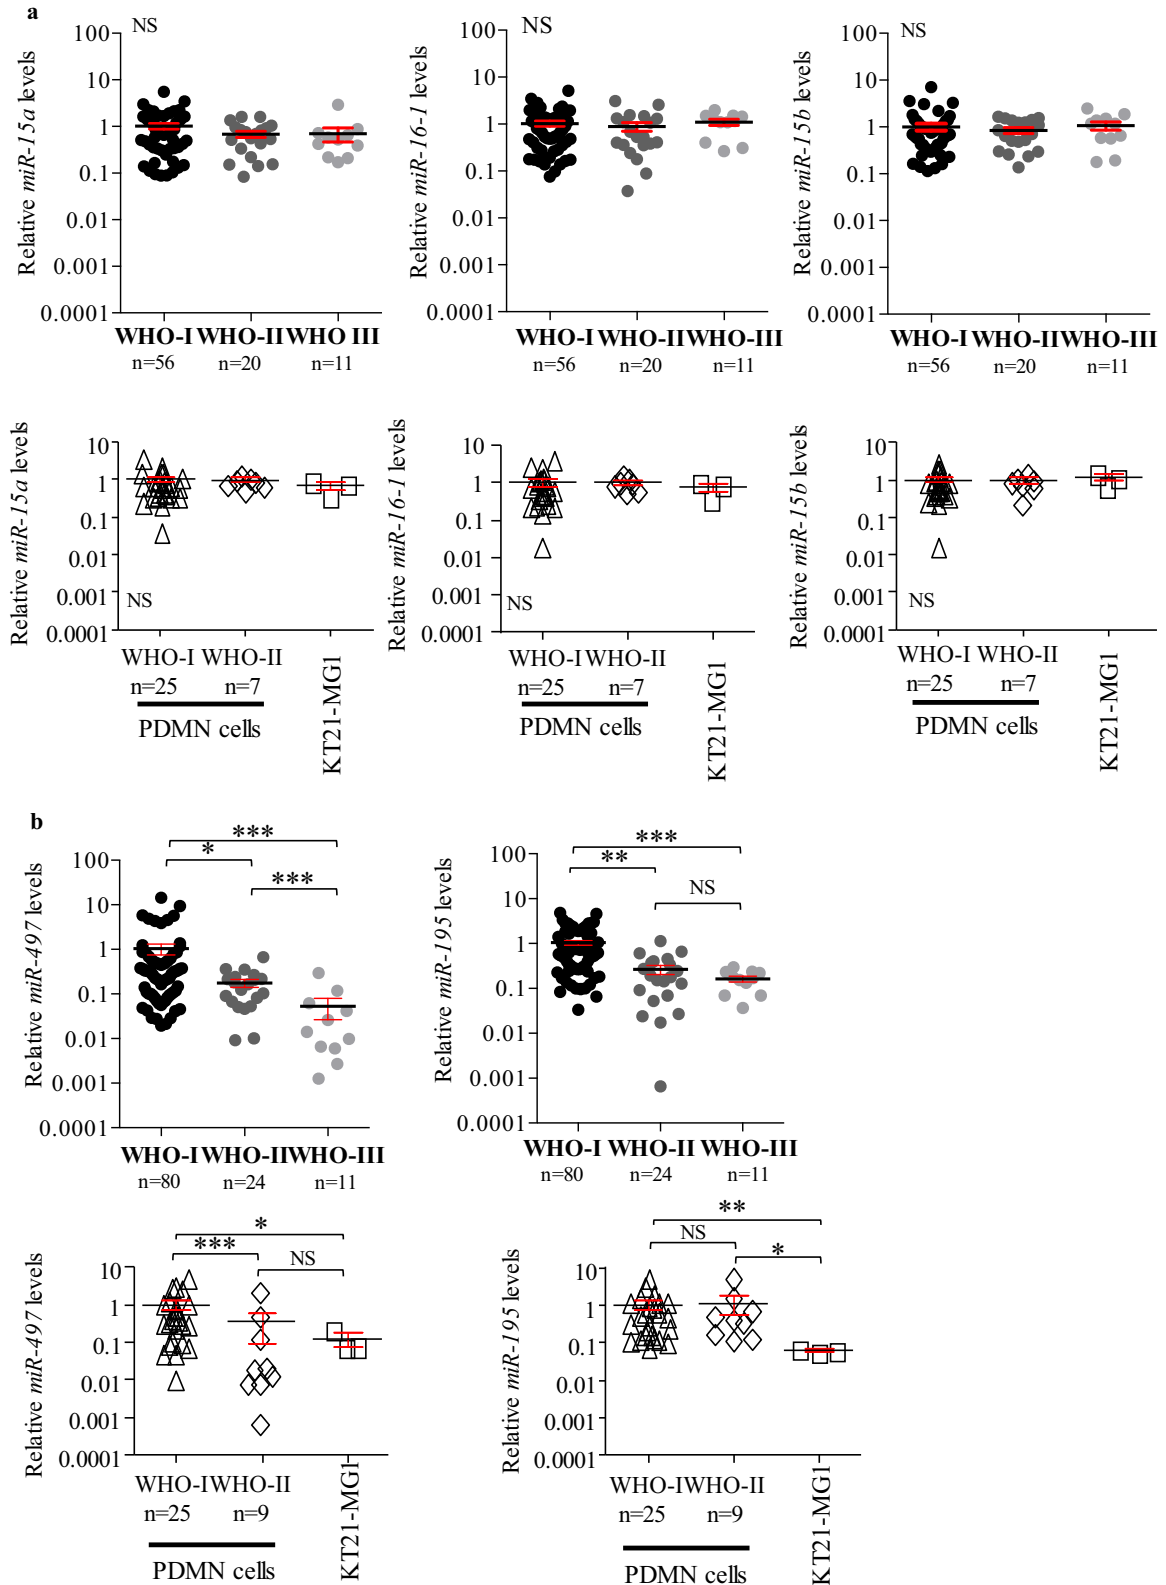 a
NS
Relative miR-15a levels
100
10
1
0.1
0.01
0.001
0.0001
WHO-I WHO-II WHO III
n=56 n=20 n=11
NS
Relative miR-16-1 levels
100
10
1
0.1
0.01
0.001
0.0001
WHO-I WHO-II WHO-III
n=56 n=20 n=11
NS
Relative miR-15b levels
100
10
1
0.1
0.01
0.001
0.0001
WHO-I WHO-II WHO-III
n=56 n=20 n=11
Relative miR-15a levels
10
1
0.1
0.01
0.001
0.0001
NS
WHO-I WHO-II
n=25 n=7
PDMN cells
KT21-MG1
Relative miR-16-1 levels
10
1
0.1
0.01
0.001
0.0001
NS
WHO-I WHO-II
n=25 n=7
PDMN cells
KT21-MG1
Relative miR-15b levels
10
1
0.1
0.01
0.001
0.0001
NS
WHO-I WHO-II
n=25 n=7
PDMN cells
KT21-MG1
b
***
*
***
Relative miR-497 levels
100
10
1
0.1
0.01
0.001
0.0001
WHO-I WHO-II WHO-III
n=80 n=24 n=11
***
**
NS
Relative miR-195 levels
100
10
1
0.1
0.01
0.001
0.0001
WHO-I WHO-II WHO-III
n=80 n=24 n=11
*
***
NS
Relative miR-497 levels
10
1
0.1
0.01
0.001
0.0001
WHO-I WHO-II
n=25 n=9
PDMN cells
KT21-MG1
**
NS
*
Relative miR-195 levels
10
1
0.1
0.01
0.001
0.0001
WHO-I WHO-II
n=25 n=9
PDMN cells
KT21-MG1